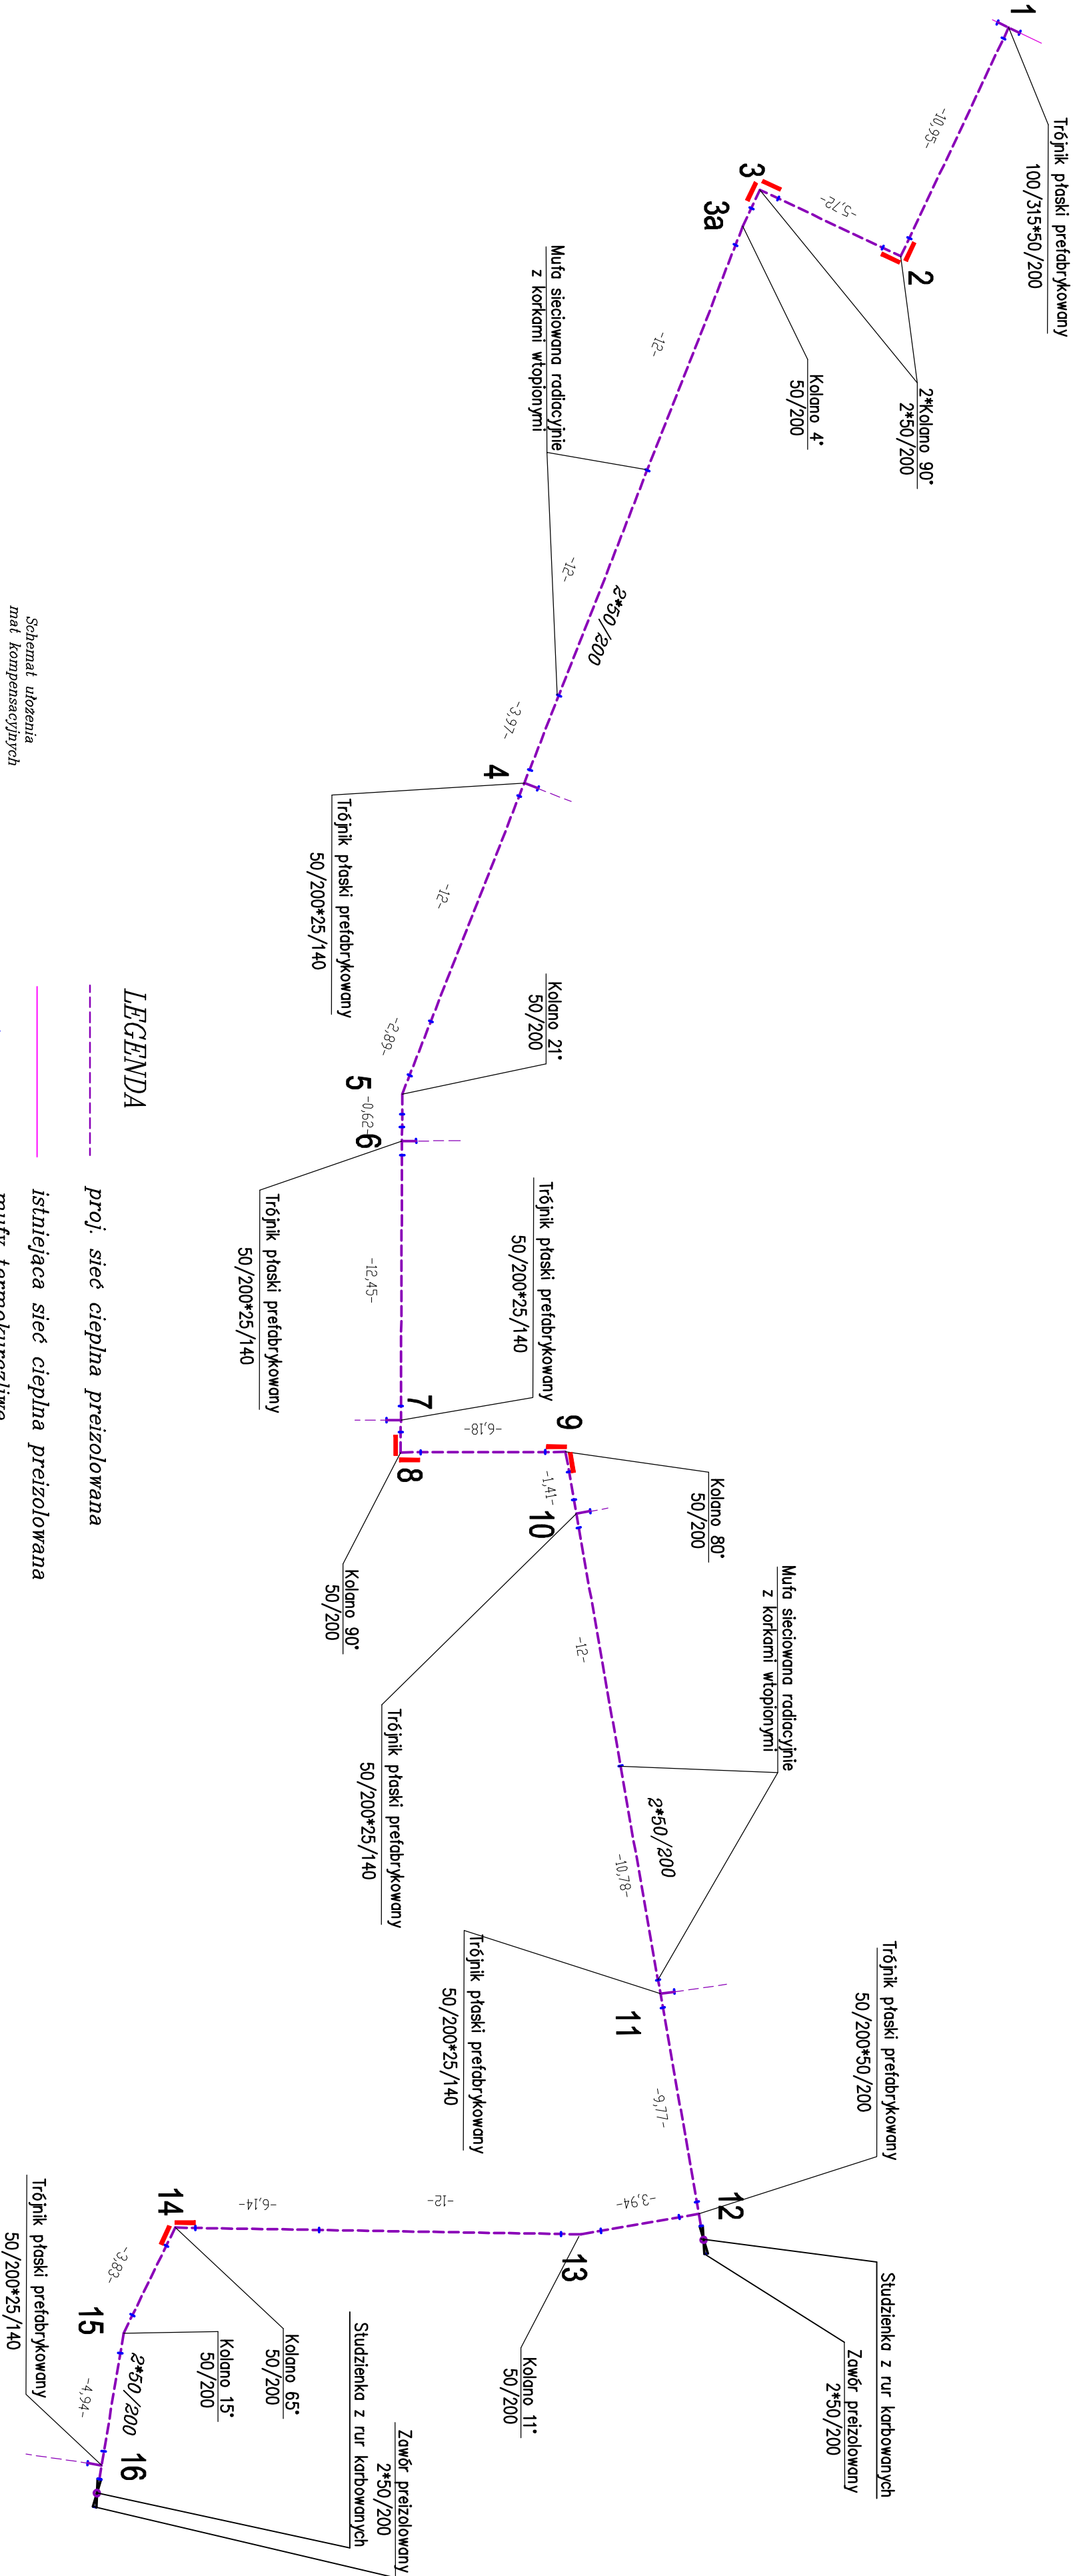 1
Trójnik płaski prefabrykowany
100/315*50/200
-10,95-
2
2*Kolano 90°
2*50/200
-5,72-
3
3a
Kolano 4°
50/200
-12-
Mufa sieciowana radiacyjnie
z korkami wtopionymi
-12-
2*50/200
-3,97-
4
Trójnik płaski prefabrykowany
50/200*25/140
-12-
Kolano 21°
50/200
-2,89-
5
-0,62-
6
Trójnik płaski prefabrykowany
50/200*25/140
-12,45-
Trójnik płaski prefabrykowany
50/200*25/140
7
8
Kolano 90°
50/200
-6,18-
9
Kolano 80°
50/200
-1,41-
10
Trójnik płaski prefabrykowany
50/200*25/140
-12-
Mufa sieciowana radiacyjnie
z korkami wtopionymi
2*50/200
-10,78-
11
Trójnik płaski prefabrykowany
50/200*25/140
-9,77-
Trójnik płaski prefabrykowany
50/200*50/200
12
Studzienka z rur karbowanych
Zawór preizolowany
2*50/200
-3,94-
13
Kolano 11°
50/200
-12-
-6,14-
14
Kolano 65°
50/200
-3,83-
15
Kolano 15°
50/200
2*50/200
-4,94-
16
Studzienka z rur karbowanych
Zawór preizolowany
2*50/200
Trójnik płaski prefabrykowany
50/200*25/140
Schemat ułożenia
mat kompensacyjnych
LEGENDA
proj. sieć cieplna preizolowana
istniejąca sieć cieplna preizolowana
mufy termokurczliwe